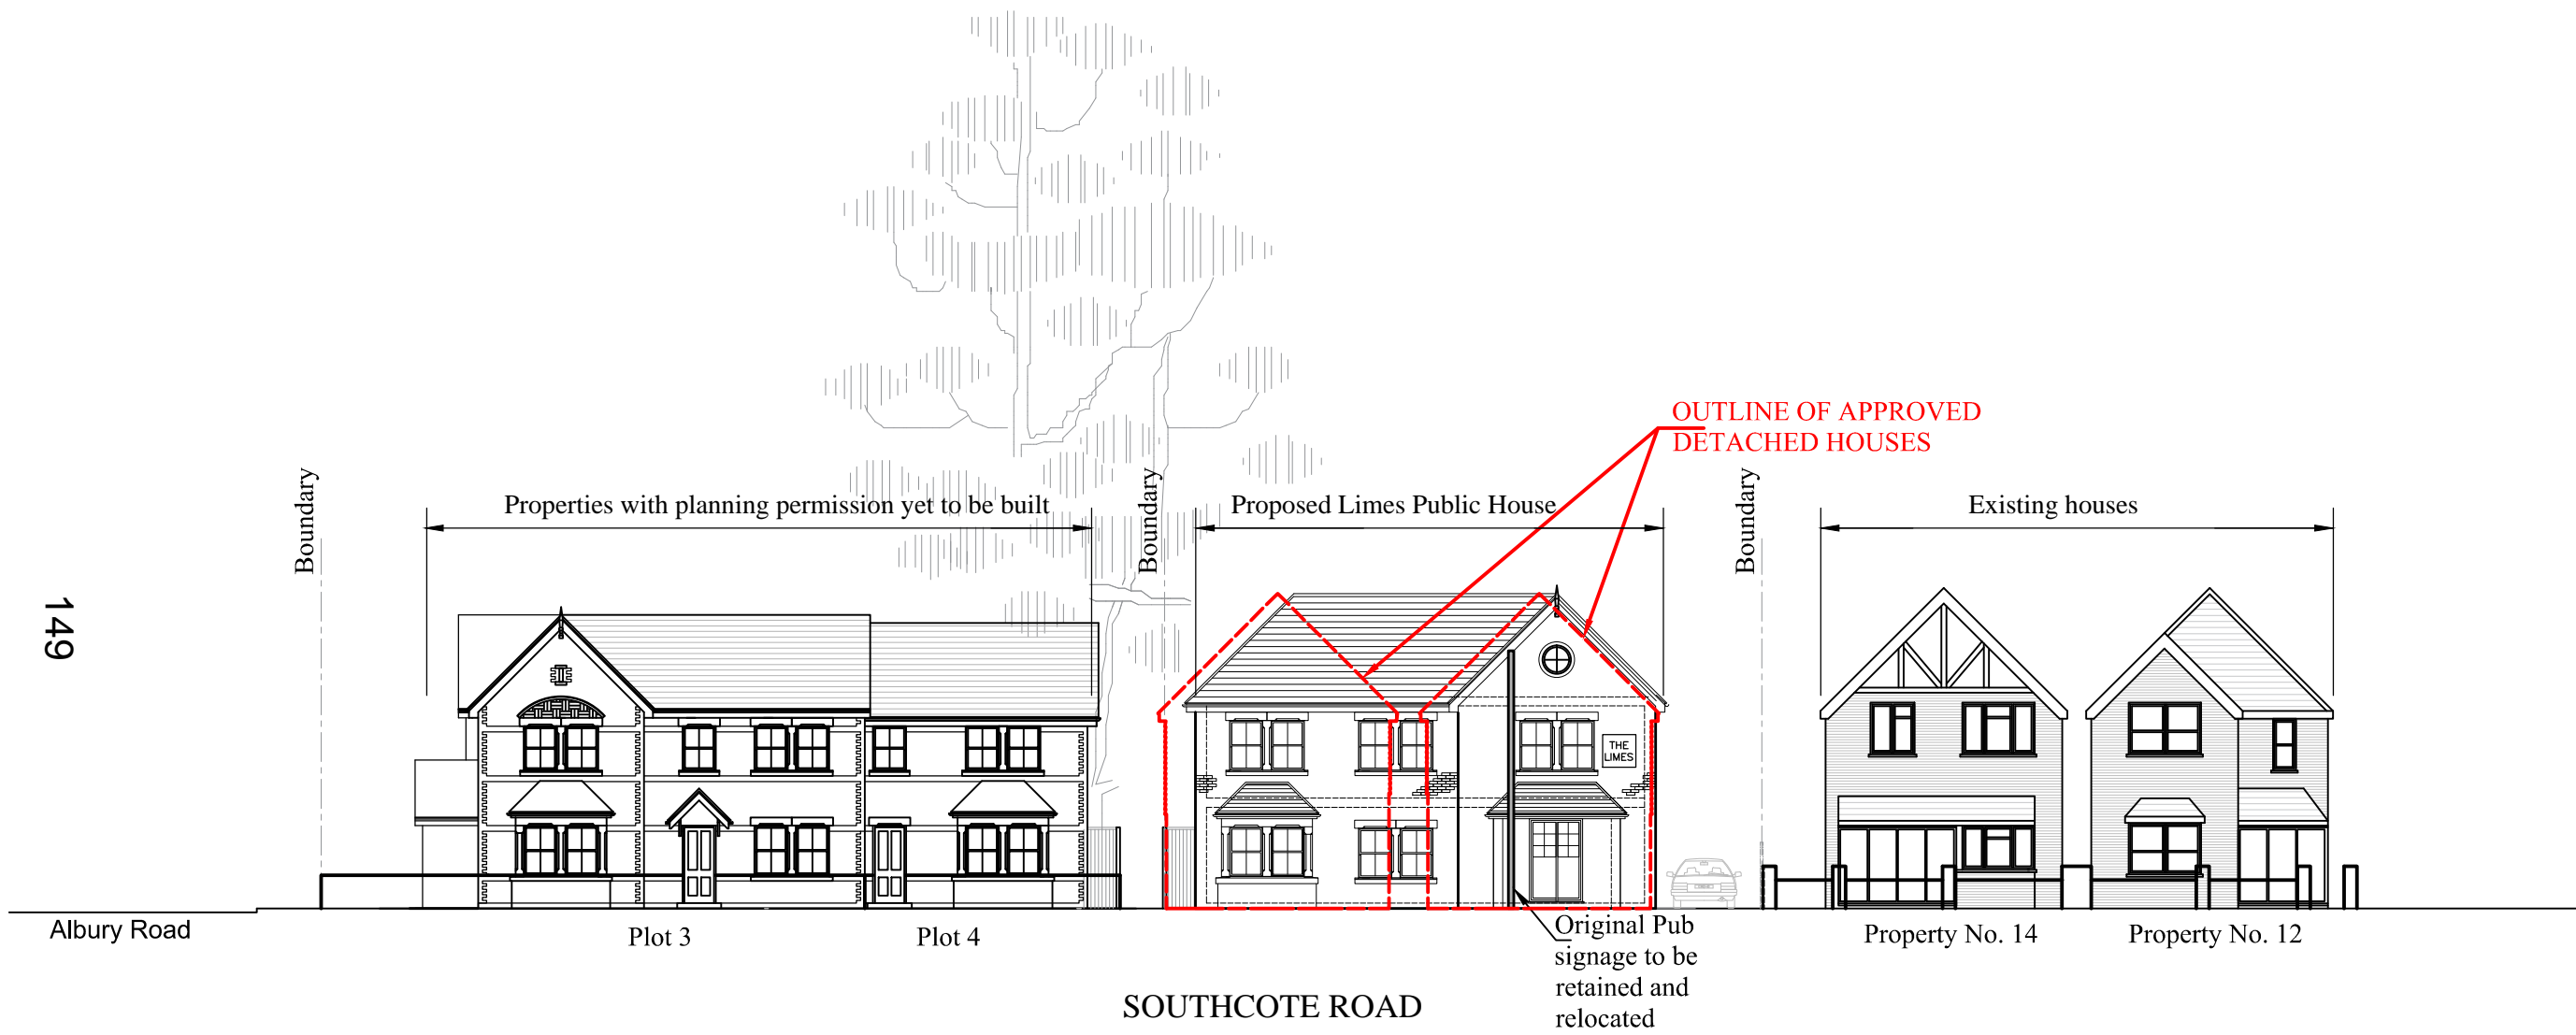 OUTLINE OF APPROVED
DETACHED HOUSES
Boundary
Properties with planning permission yet to be built
Boundary
Proposed Limes Public House
Boundary
Existing houses
149
THE
LIMES
Albury Road
Plot 3
Plot 4
Original Pub
signage to be
retained and
relocated
Property No. 14
Property No. 12
SOUTHCOTE ROAD